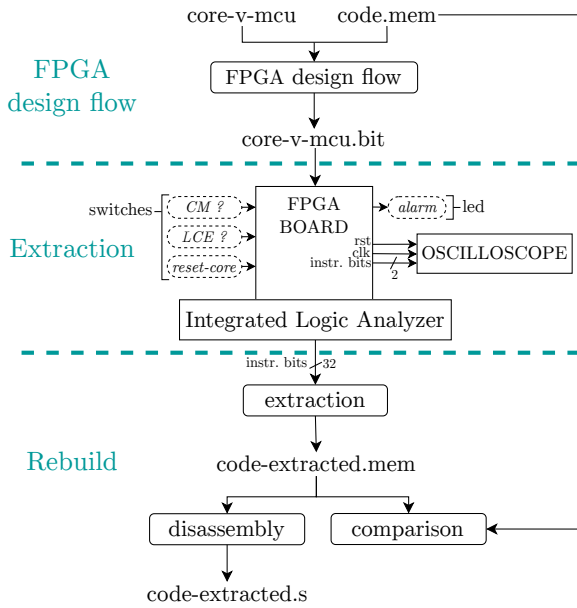 core-v-mcu
code.mem
FPGA
design flow
FPGA design flow
core-v-mcu.bit
Extraction
switches
CM ?
LCE ?
reset-core
FPGA
BOARD
alarm
led
rst
clk
instr. bits
2
OSCILLOSCOPE
Integrated Logic Analyzer
instr. bits
32
Rebuild
extraction
code-extracted.mem
disassembly
comparison
code-extracted.s